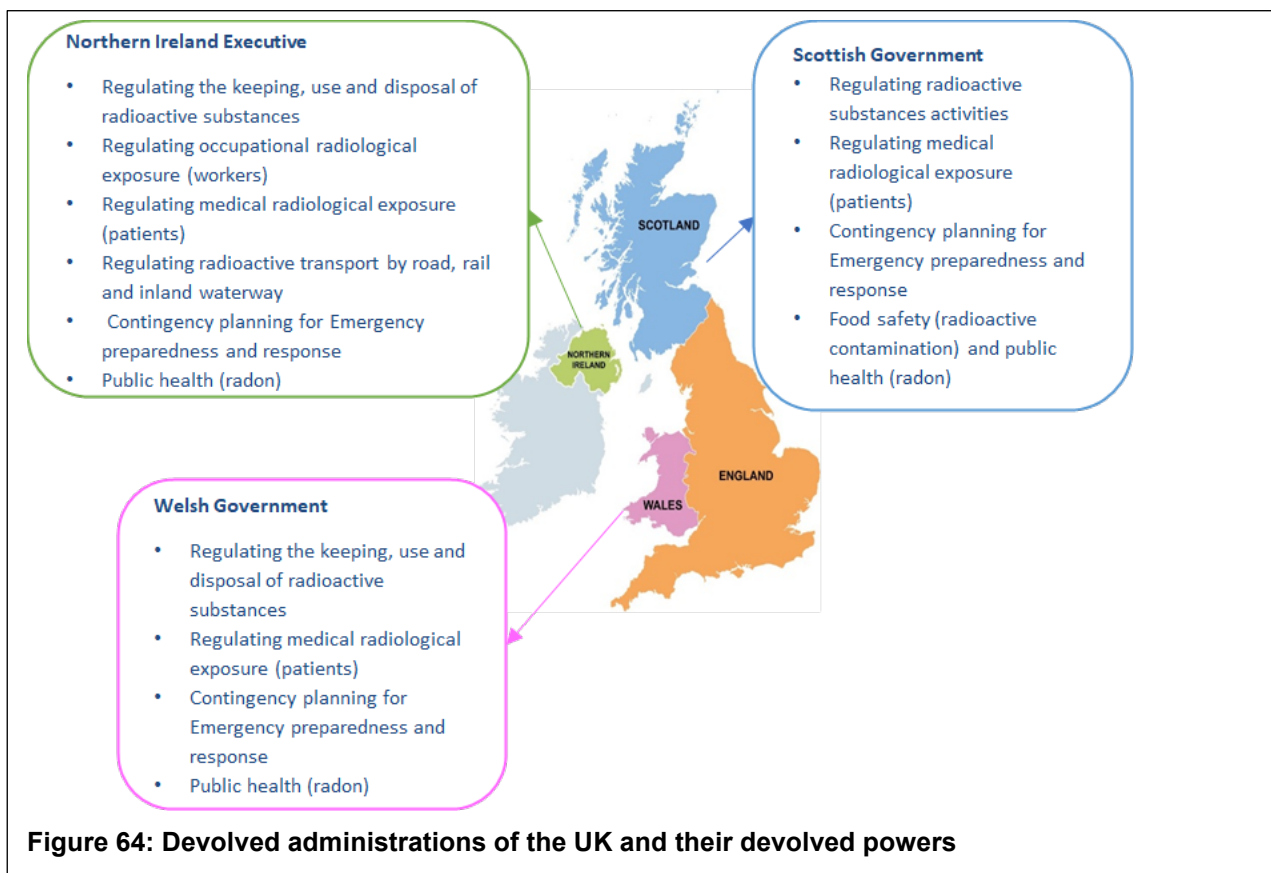 Northern Ireland Executive
• Regulating the keeping, use and disposal of
radioactive substances
• Regulating occupational radiological
exposure (workers)
• Regulating medical radiological exposure
(patients)
• Regulating radioactive transport by road, rail
and inland waterway
• Contingency planning for Emergency
preparedness and response
• Public health (radon)
Scottish Government
• Regulating radioactive
substances activities
• Regulating medical
radiological exposure
(patients)
• Contingency planning for
Emergency preparedness and
response
• Food safety (radioactive
contamination) and public
health (radon)
SCOTLAND
NORTHERN
IRELAND
ENGLAND
WALES
Welsh Government
• Regulating the keeping, use and
disposal of radioactive
substances
• Regulating medical radiological
exposure (patients)
• Contingency planning for
Emergency preparedness and
response
• Public health (radon)
Figure 64: Devolved administrations of the UK and their devolved powers